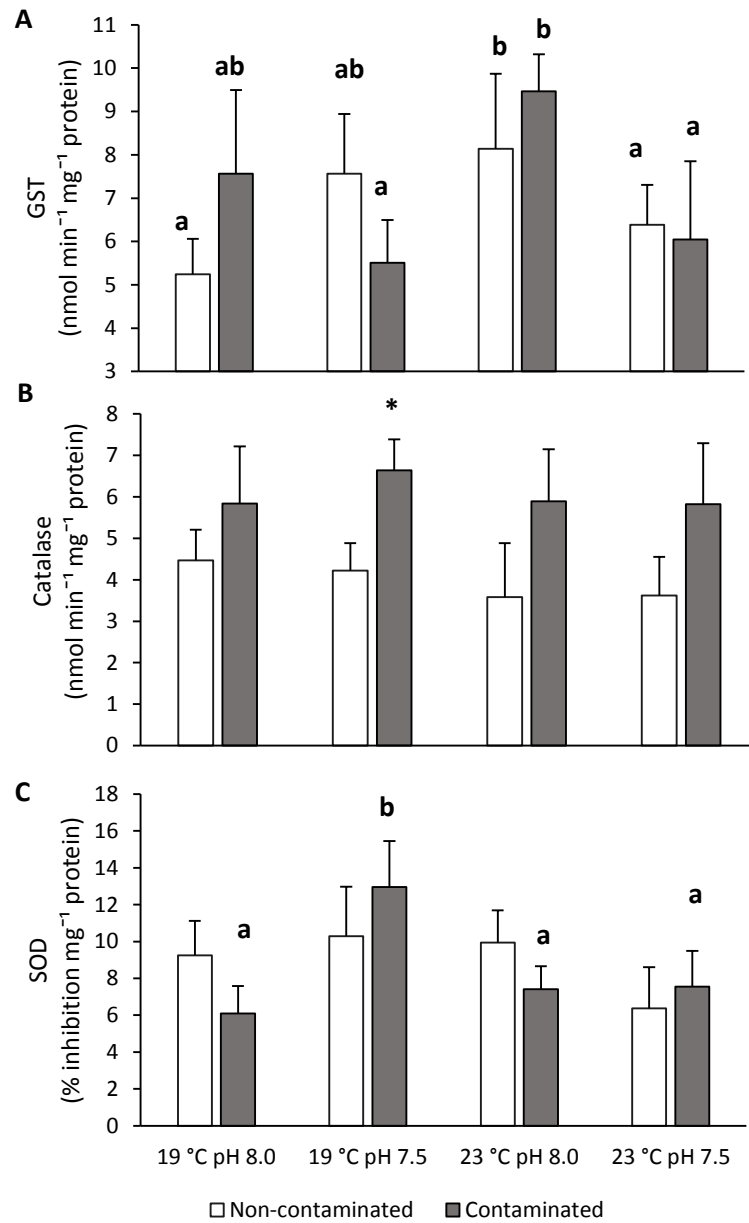 A
GST
(nmol min⁻¹ mg⁻¹ protein)
11
10
9
8
7
6
5
4
3
a
ab
ab
a
b
b
a
a
B
Catalase
(nmol min⁻¹ mg⁻¹ protein)
8
7
6
5
4
3
2
1
0
*
C
SOD
(% inhibition mg⁻¹ protein)
18
16
14
12
10
8
6
4
2
0
a
b
a
a
19 °C pH 8.0 19 °C pH 7.5 23 °C pH 8.0 23 °C pH 7.5
Non-contaminated Contaminated